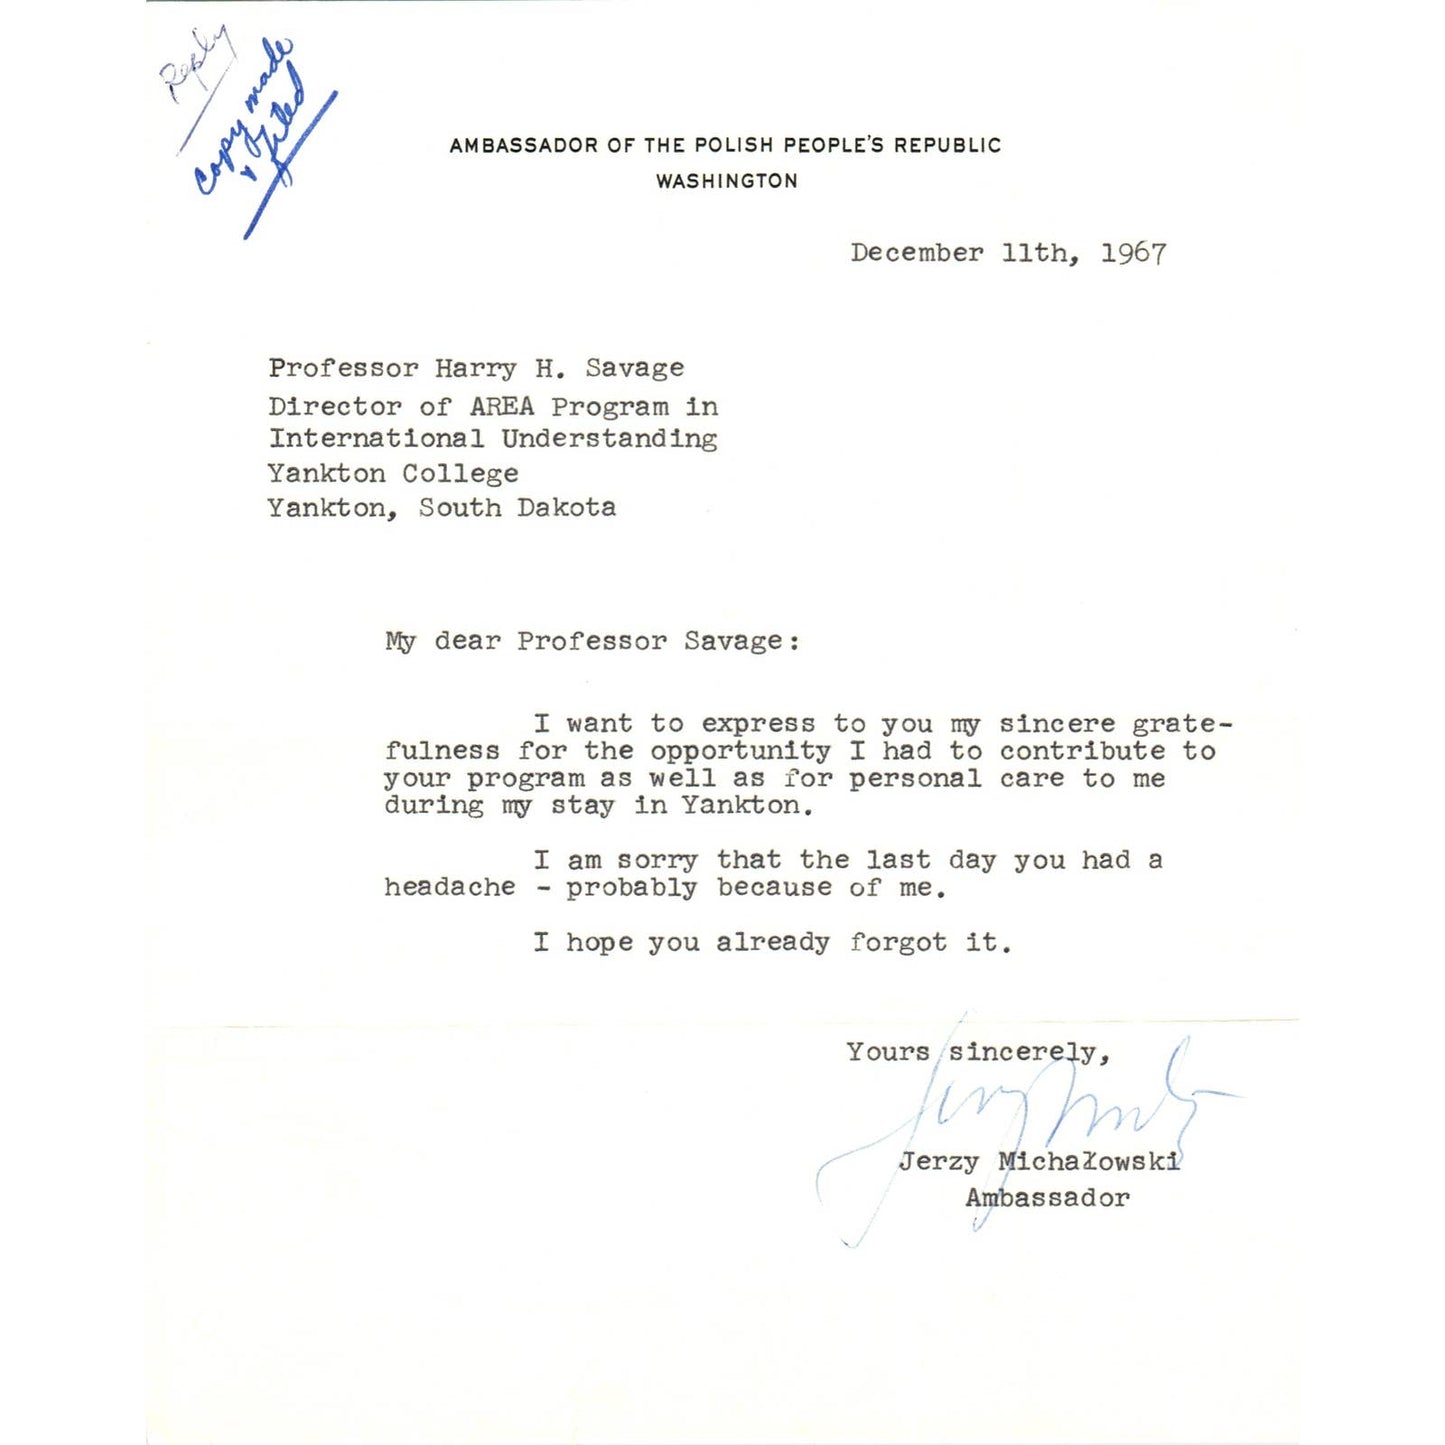 Reply
Copy made
& Filed
AMBASSADOR OF THE POLISH PEOPLE'S REPUBLIC
WASHINGTON
December 11th, 1967
Professor Harry H. Savage
Director of AREA Program in
International Understanding
Yankton College
Yankton, South Dakota
My dear Professor Savage:
I want to express to you my sincere grate-
fulness for the opportunity I had to contribute to
your program as well as for personal care to me
during my stay in Yankton.
I am sorry that the last day you had a
headache - probably because of me.
I hope you already forgot it.
Yours sincerely,
Jerzy Michałowski
Ambassador